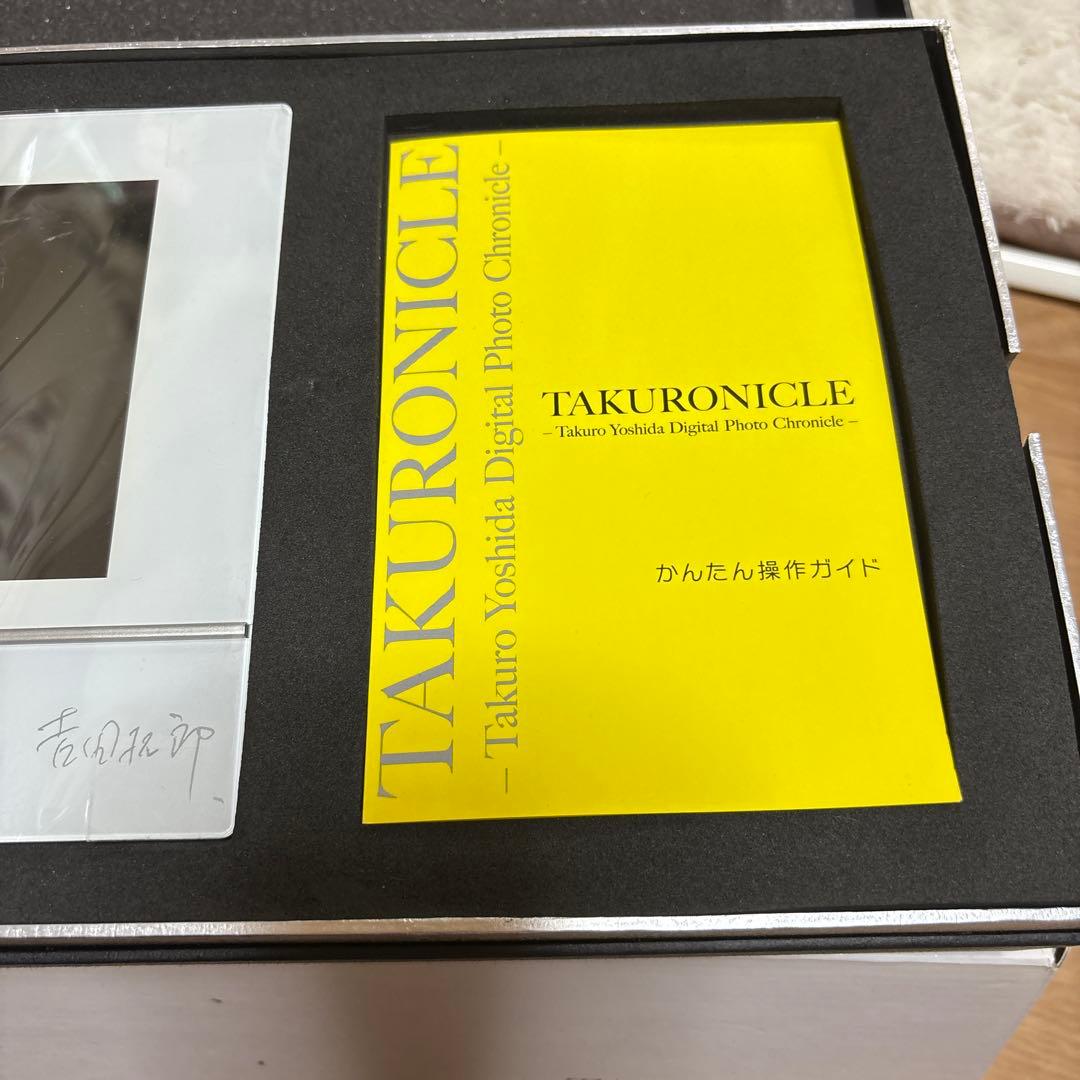 TAKURONICLE
– Takuro Yoshida Digital Photo Chronicle –
TAKURONICLE
– Takuro Yoshida Digital Photo Chronicle –
かんたん操作ガイド
吉田拓郎